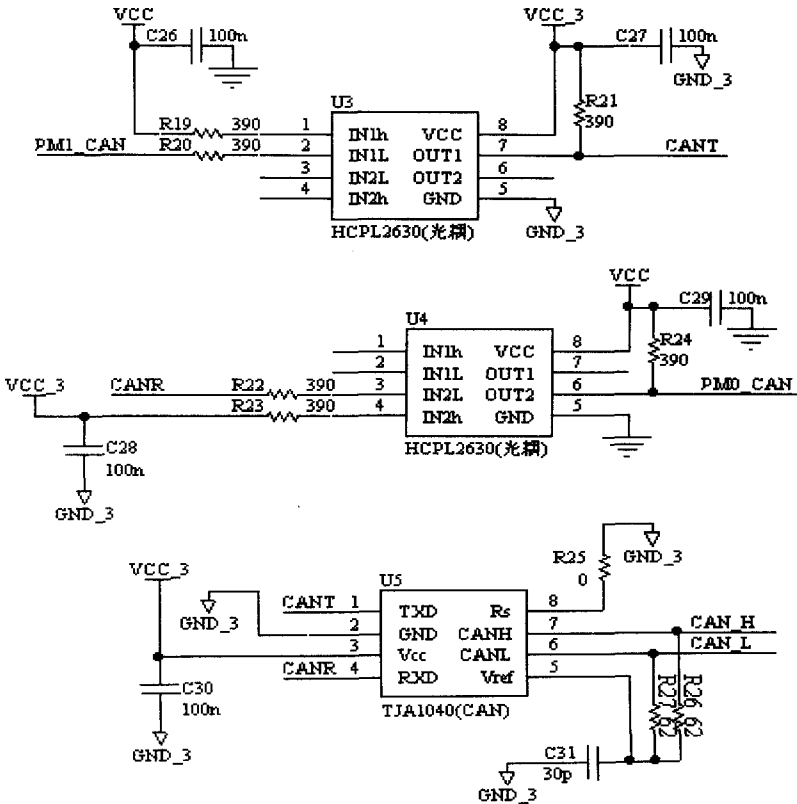 VCC
C26 100n
VCC_3
C27 100n
GND_3
R21
390
U3
R19 390 1 IN1h VCC 8
PM1_CAN R20 390 2 IN1L OUT1 7 CANT
3 IN2L OUT2 6
4 IN2h GND 5
GND_3
HCPL2630(光耦)
VCC
C29 100n
R24
390
U4
1 IN1h VCC 8
2 IN1L OUT1 7
VCC_3 CANR R22 390 3 IN2L OUT2 6 PM0_CAN
R23 390 4 IN2h GND 5
HCPL2630(光耦)
C28
100n
GND_3
R25
0
GND_3
VCC_3
U5
GND_3
CANT 1 TXD Rs 8
2 GND CANH 7 CAN_H
3 Vcc CANL 6 CAN_L
CANR 4 RXD Vref 5
TJA1040(CAN)
C30
100n
GND_3
R27 62
R26 62
C31
30p
GND_3